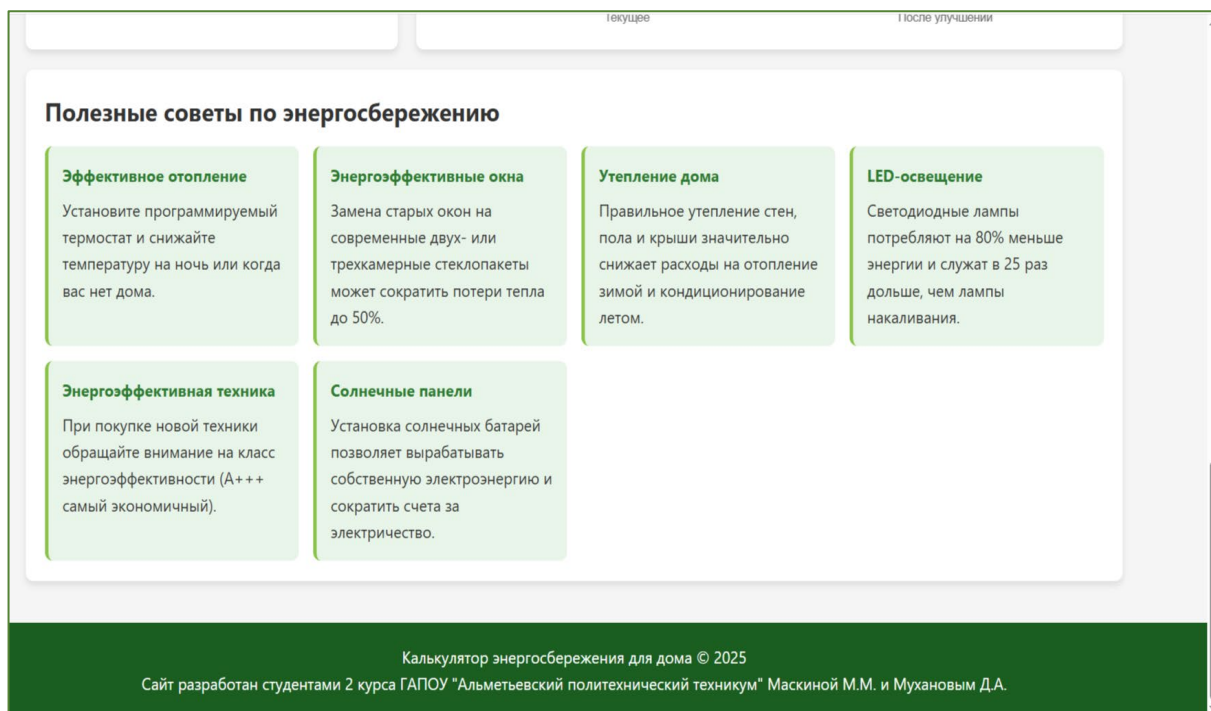 Текущее
После улучшений
Полезные советы по энергосбережению
Эффективное отопление
Установите программируемый
термостат и снижайте
температуру на ночь или когда
вас нет дома.
Энергоэффективные окна
Замена старых окон на
современные двух- или
трехкамерные стеклопакеты
может сократить потери тепла
до 50%.
Утепление дома
Правильное утепление стен,
пола и крыши значительно
снижает расходы на отопление
зимой и кондиционирование
летом.
LED-освещение
Светодиодные лампы
потребляют на 80% меньше
энергии и служат в 25 раз
дольше, чем лампы
накаливания.
Энергоэффективная техника
При покупке новой техники
обращайте внимание на класс
энергоэффективности (А+++
самый экономичный).
Солнечные панели
Установка солнечных батарей
позволяет вырабатывать
собственную электроэнергию и
сократить счета за
электричество.
Калькулятор энергосбережения для дома © 2025
Сайт разработан студентами 2 курса ГАПОУ "Альметьевский политехнический техникум" Маскиной М.М. и Мухановым Д.А.